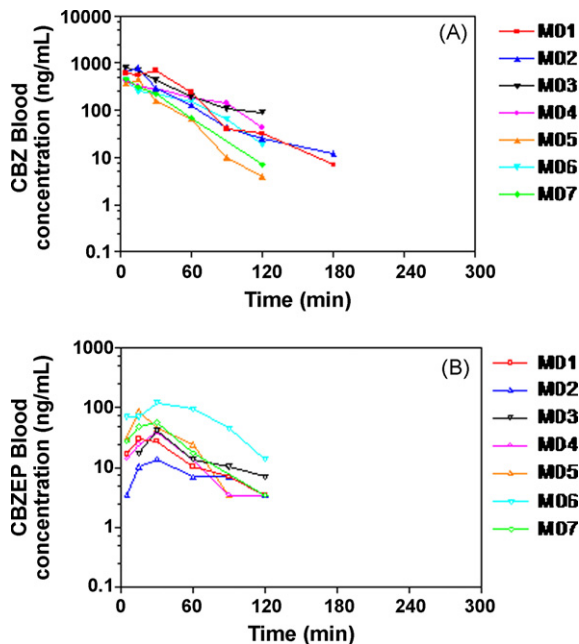 (A)
CBZ Blood
concentration (ng/mL)
10000
1000
100
10
1
0.1
0 60 120 180 240 300
Time (min)
M01
M02
M03
M04
M05
M06
M07
(B)
CBZEP Blood
concentration (ng/mL)
1000
100
10
1
0.1
0 60 120 180 240 300
Time (min)
M01
M02
M03
M04
M05
M06
M07